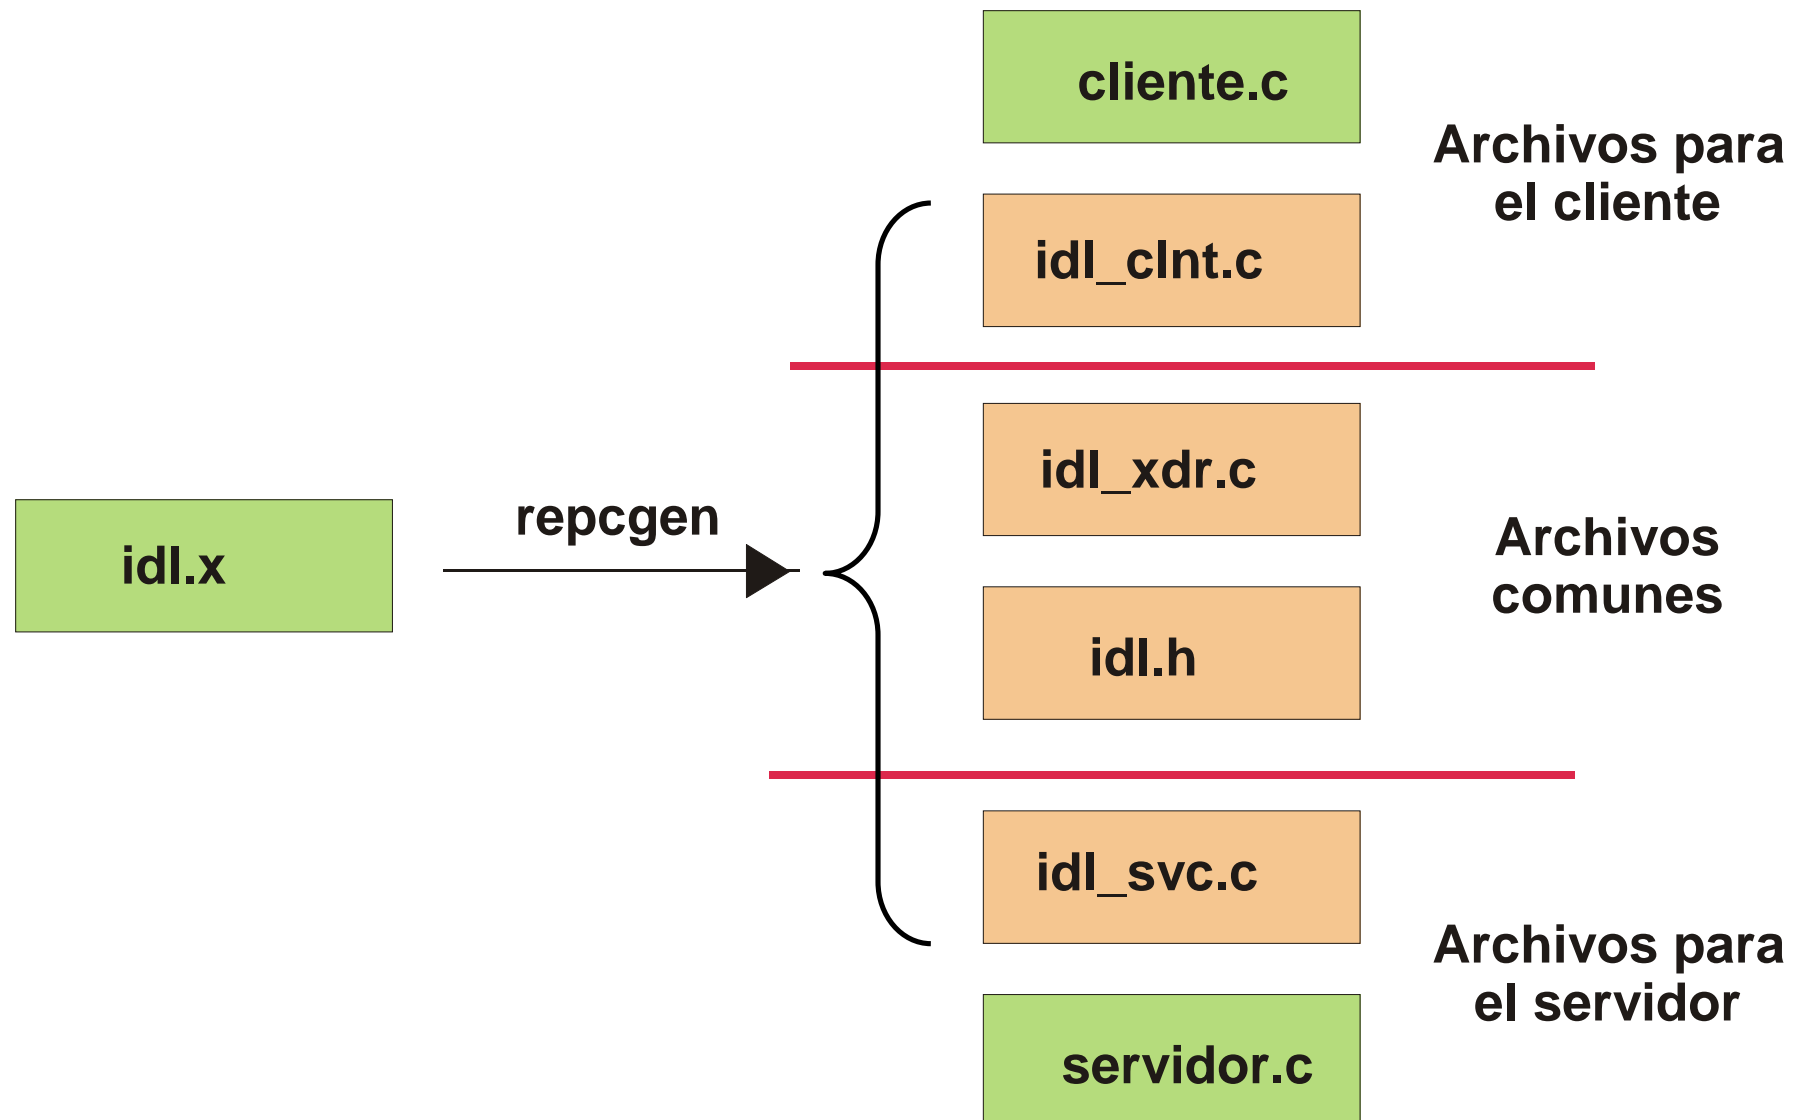 cliente.c
Archivos para
el cliente
idl_clnt.c
idl_xdr.c
repcgen
idl.x
Archivos
comunes
idl.h
idl_svc.c
Archivos para
el servidor
servidor.c